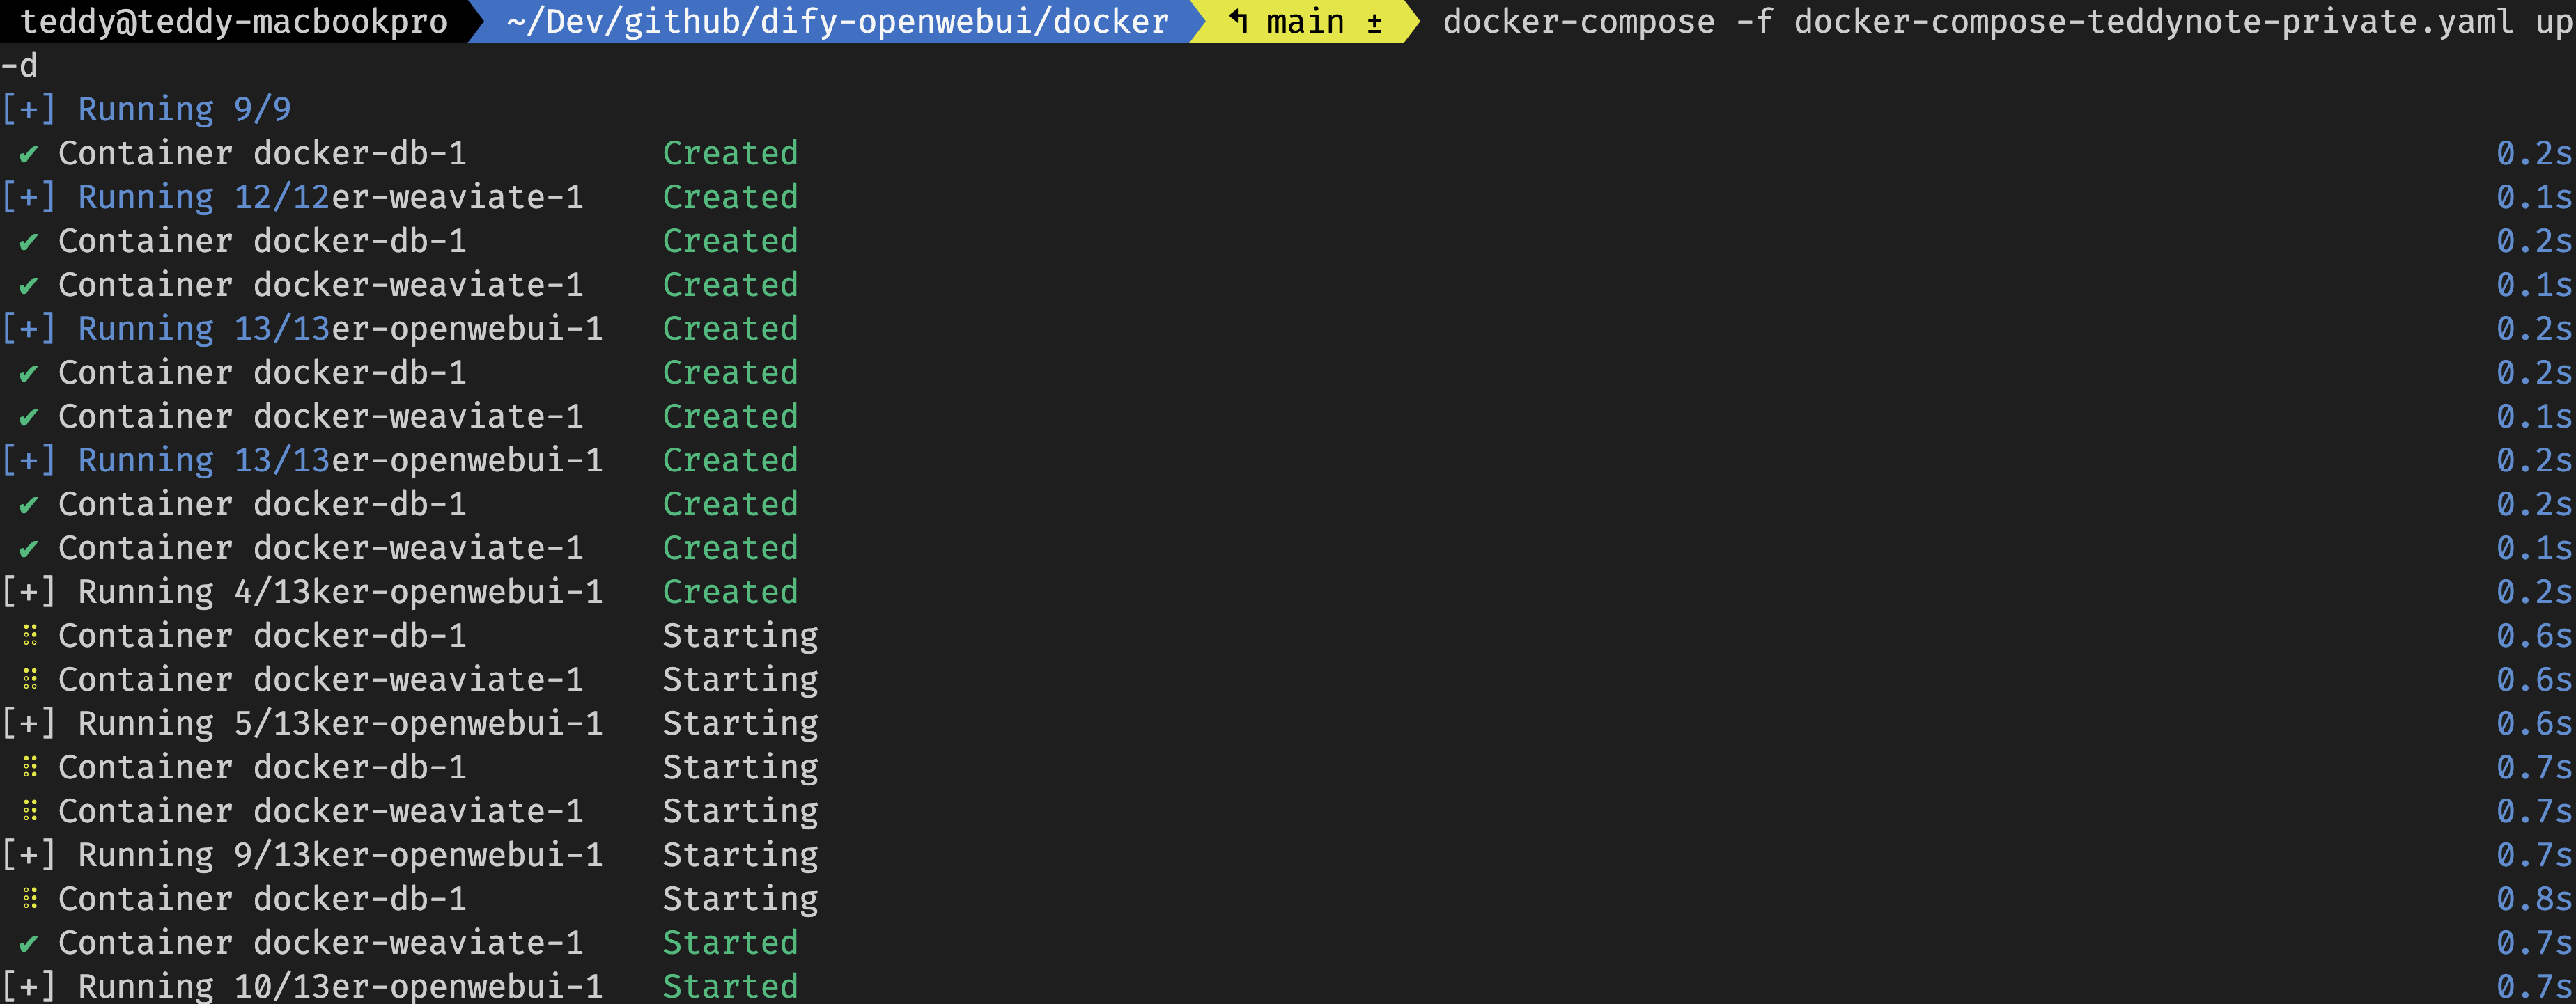 teddy@teddy-macbookpro ~/Dev/github/dify-openwebui/docker ↰ main ± docker-compose -f docker-compose-teddynote-private.yaml up
-d
[+] Running 9/9
✔ Container docker-db-1 Created 0.2s
[+] Running 12/12er-weaviate-1 Created 0.1s
✔ Container docker-db-1 Created 0.2s
✔ Container docker-weaviate-1 Created 0.1s
[+] Running 13/13er-openwebui-1 Created 0.2s
✔ Container docker-db-1 Created 0.2s
✔ Container docker-weaviate-1 Created 0.1s
[+] Running 13/13er-openwebui-1 Created 0.2s
✔ Container docker-db-1 Created 0.2s
✔ Container docker-weaviate-1 Created 0.1s
[+] Running 4/13ker-openwebui-1 Created 0.2s
⠿ Container docker-db-1 Starting 0.6s
⠿ Container docker-weaviate-1 Starting 0.6s
[+] Running 5/13ker-openwebui-1 Starting 0.6s
⠿ Container docker-db-1 Starting 0.7s
⠿ Container docker-weaviate-1 Starting 0.7s
[+] Running 9/13ker-openwebui-1 Starting 0.7s
⠿ Container docker-db-1 Starting 0.8s
✔ Container docker-weaviate-1 Started 0.7s
[+] Running 10/13er-openwebui-1 Started 0.7s